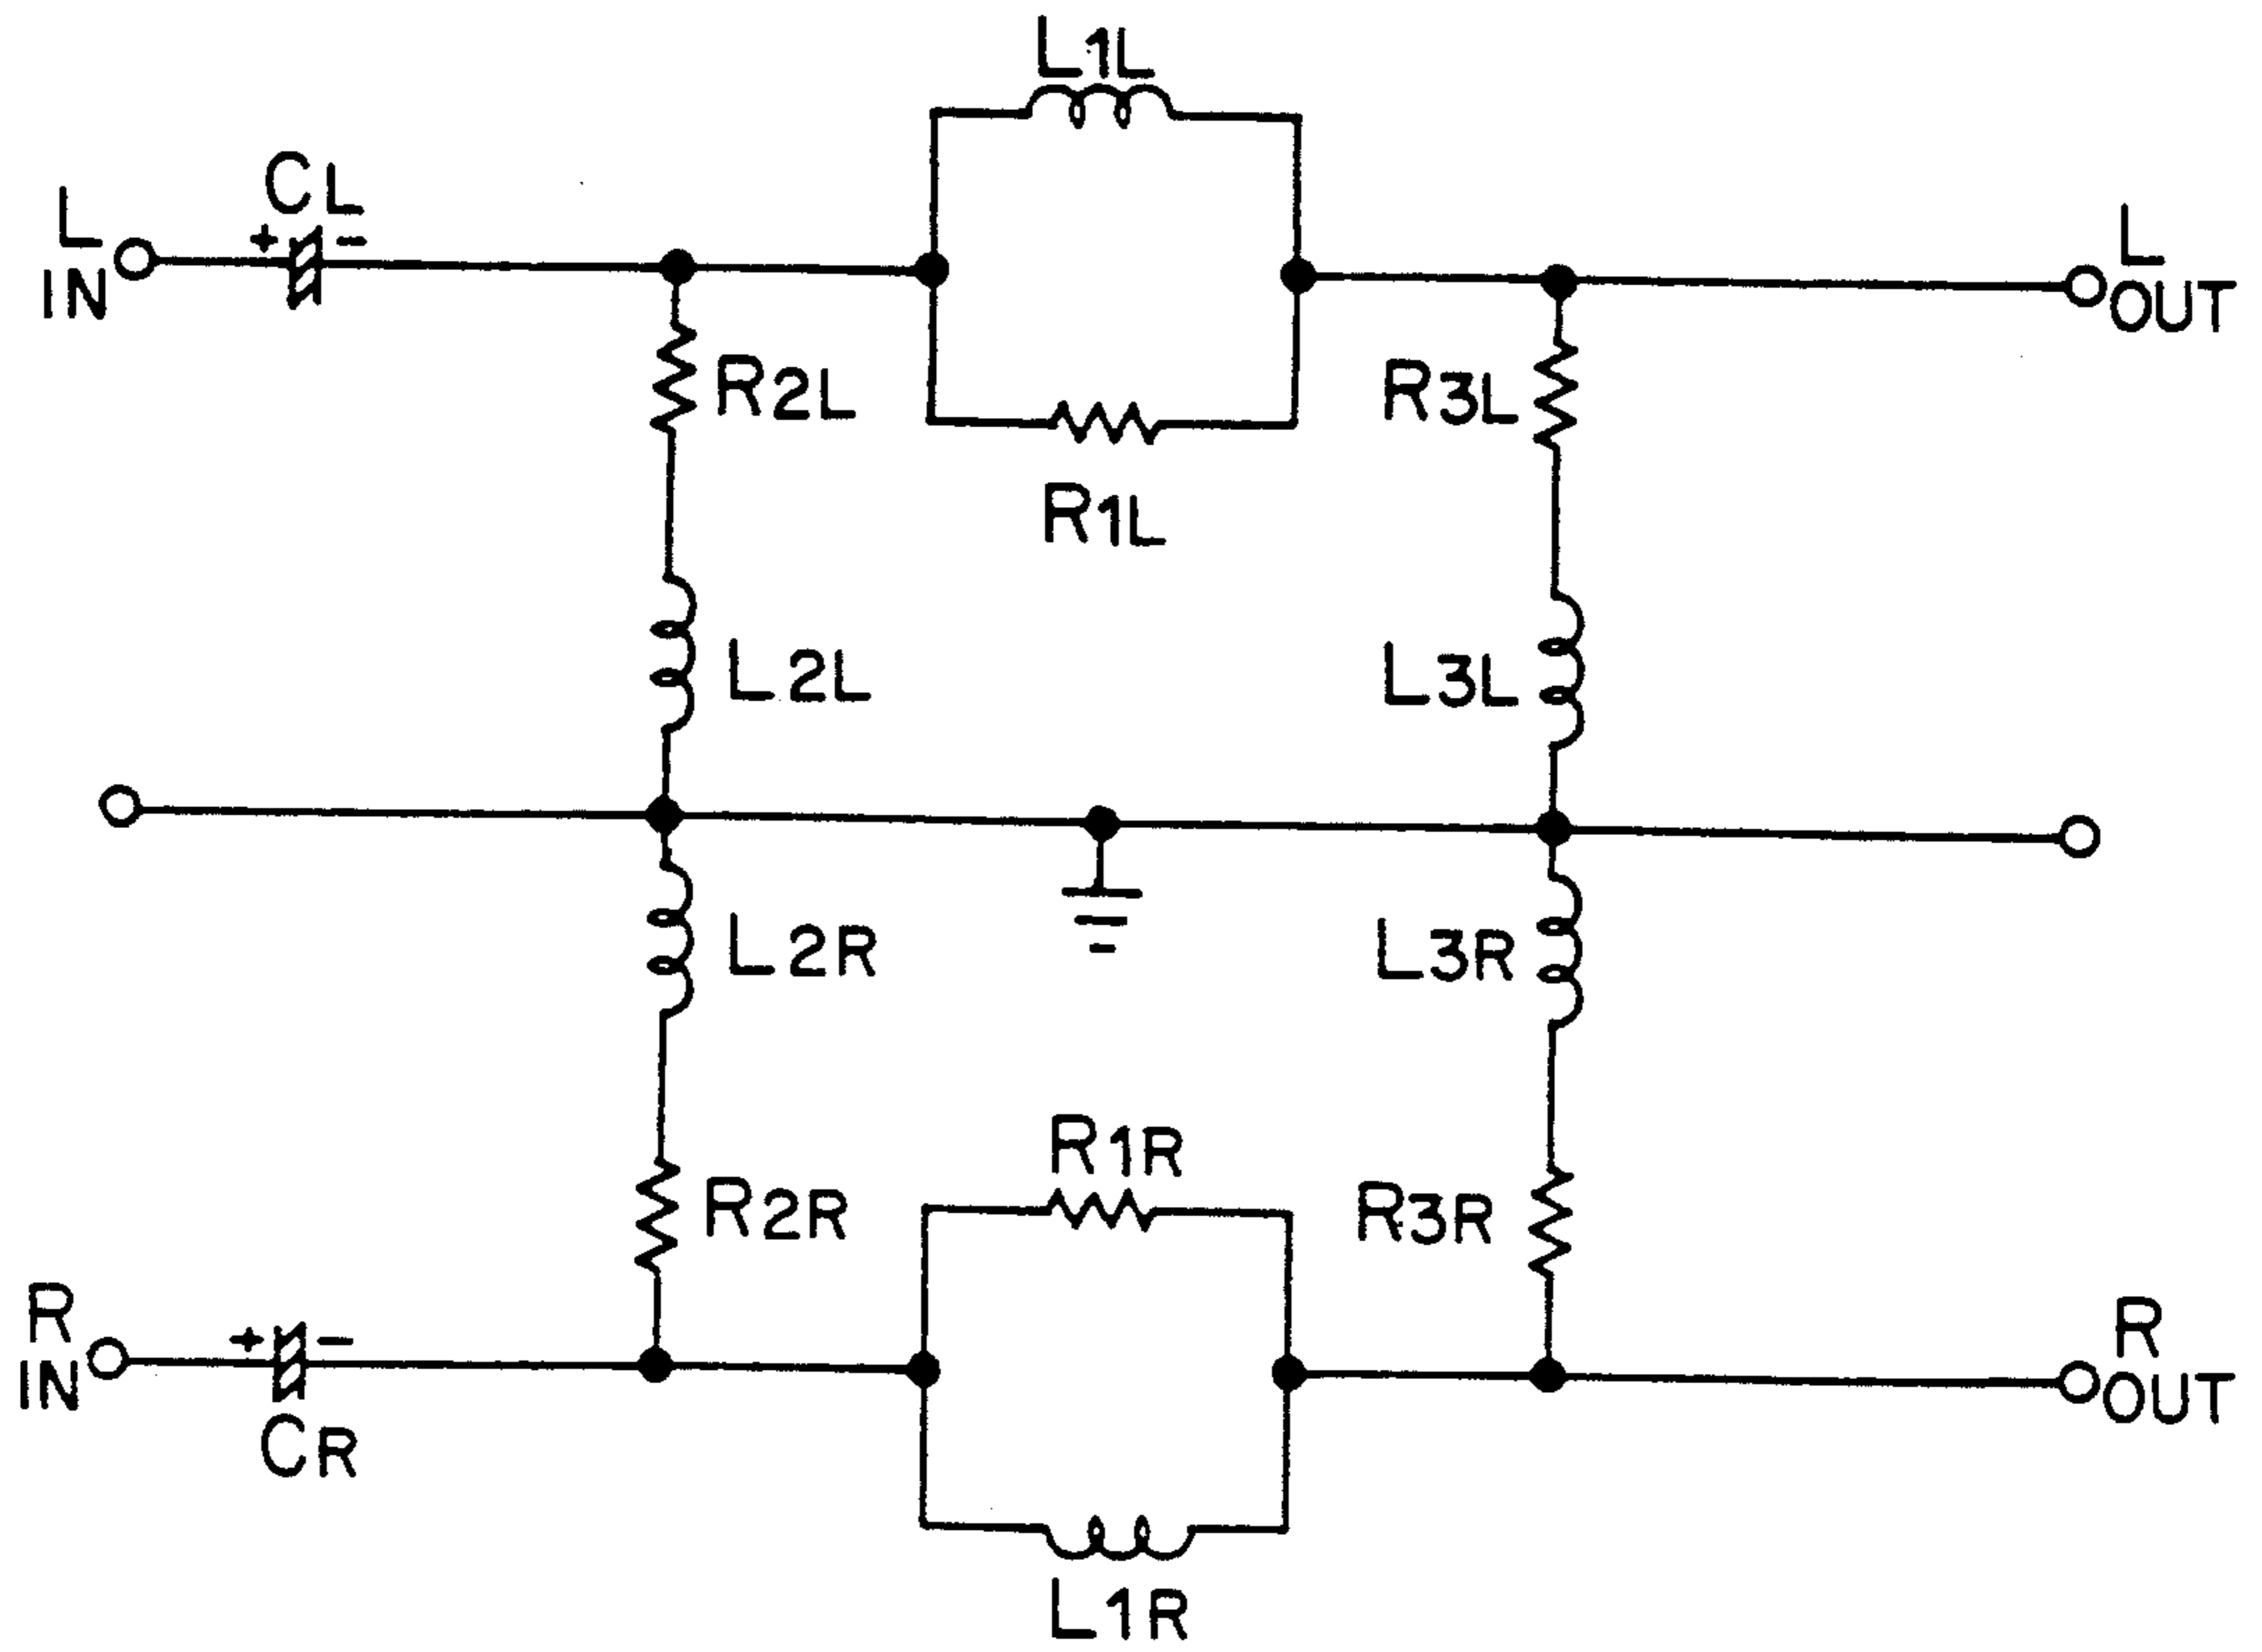 L1L
CL
+ -
L
IN
L
OUT
R2L
R3L
R1L
L2L
L3L
L2R
L3R
R1R
R2R
R3R
R
IN
+ -
R
OUT
CR
L1R